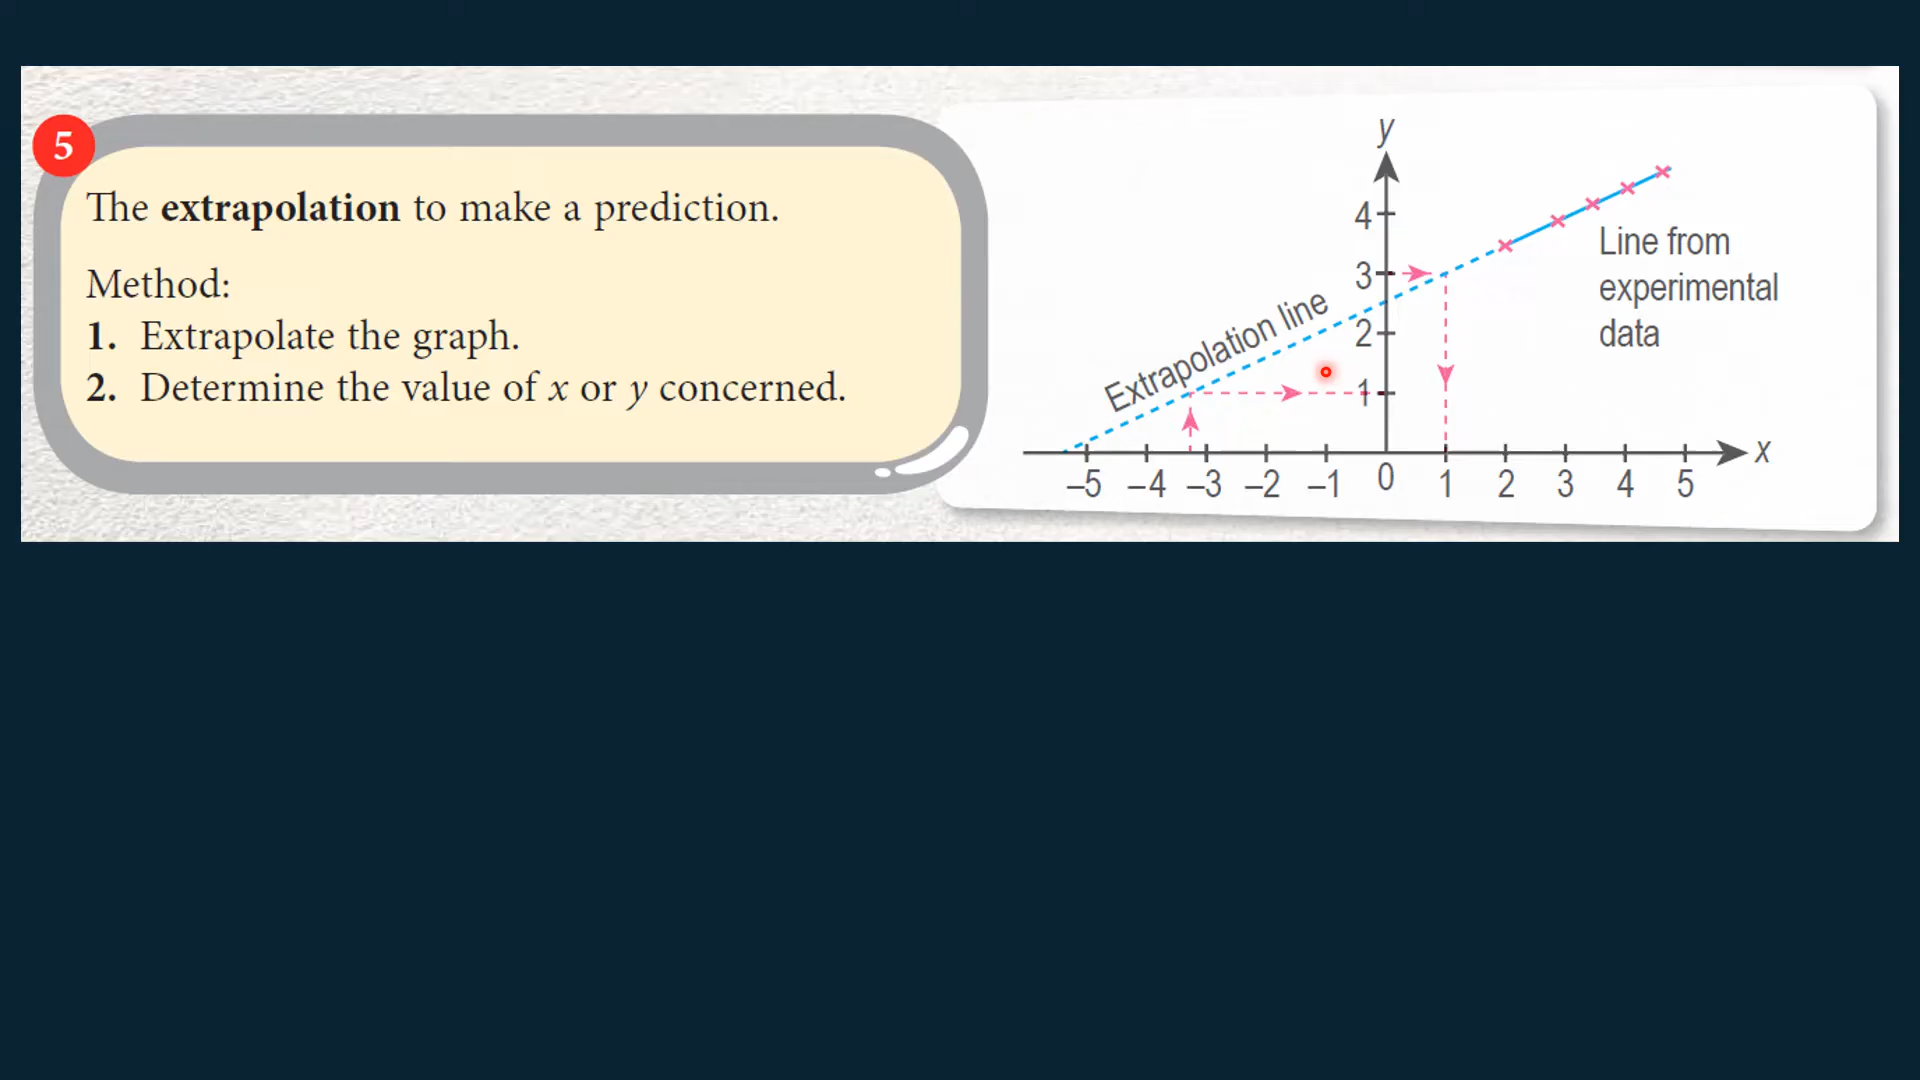 5
The extrapolation to make a prediction.
Method:
1. Extrapolate the graph.
2. Determine the value of x or y concerned.
y
4
3
2
1
Extrapolation line
Line from
experimental
data
x
–5 –4 –3 –2 –1 0 1 2 3 4 5